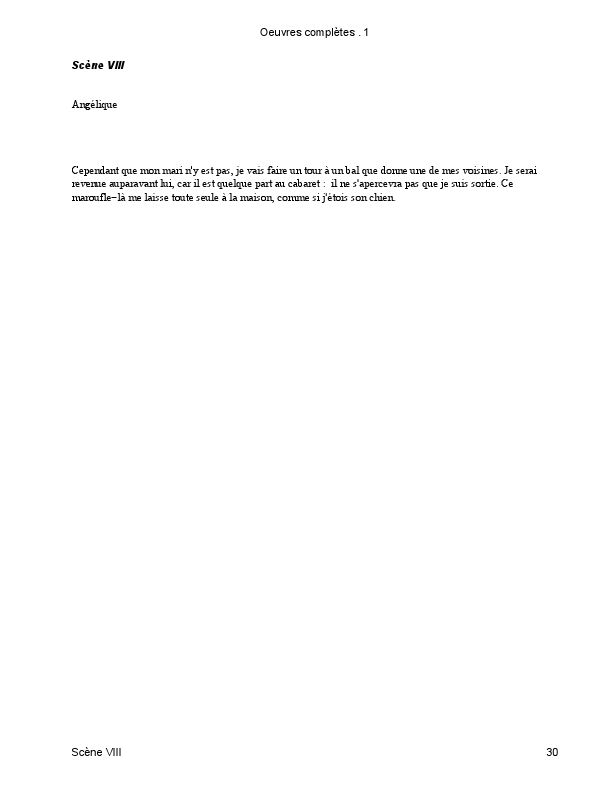 Oeuvres complètes . 1
Scène VIII
Angélique
Cependant que mon mari n'y est pas, je vais faire un tour à un bal que donne une de mes voisines. Je serai
revenue auparavant lui, car il est quelque part au cabaret :  il ne s'apercevra pas que je suis sortie. Ce
maroufle−là me laisse toute seule à la maison, comme si j'étois son chien.
Scène VIII 30